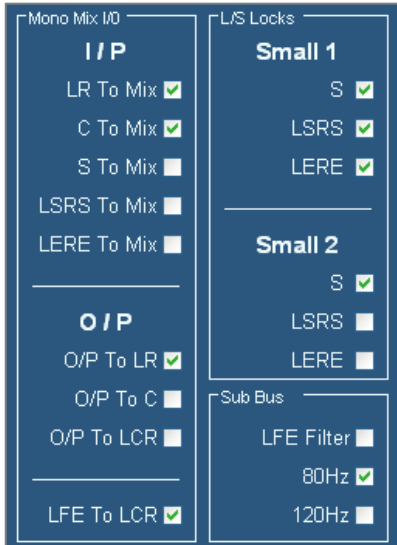 Mono Mix I/0
I / P
LR To Mix
C To Mix
S To Mix
LSRS To Mix
LERE To Mix
O / P
O/P To LR
O/P To C
O/P To LCR
LFE To LCR
L/S Locks
Small 1
S
LSRS
LERE
Small 2
S
LSRS
LERE
Sub Bus
LFE Filter
80Hz
120Hz